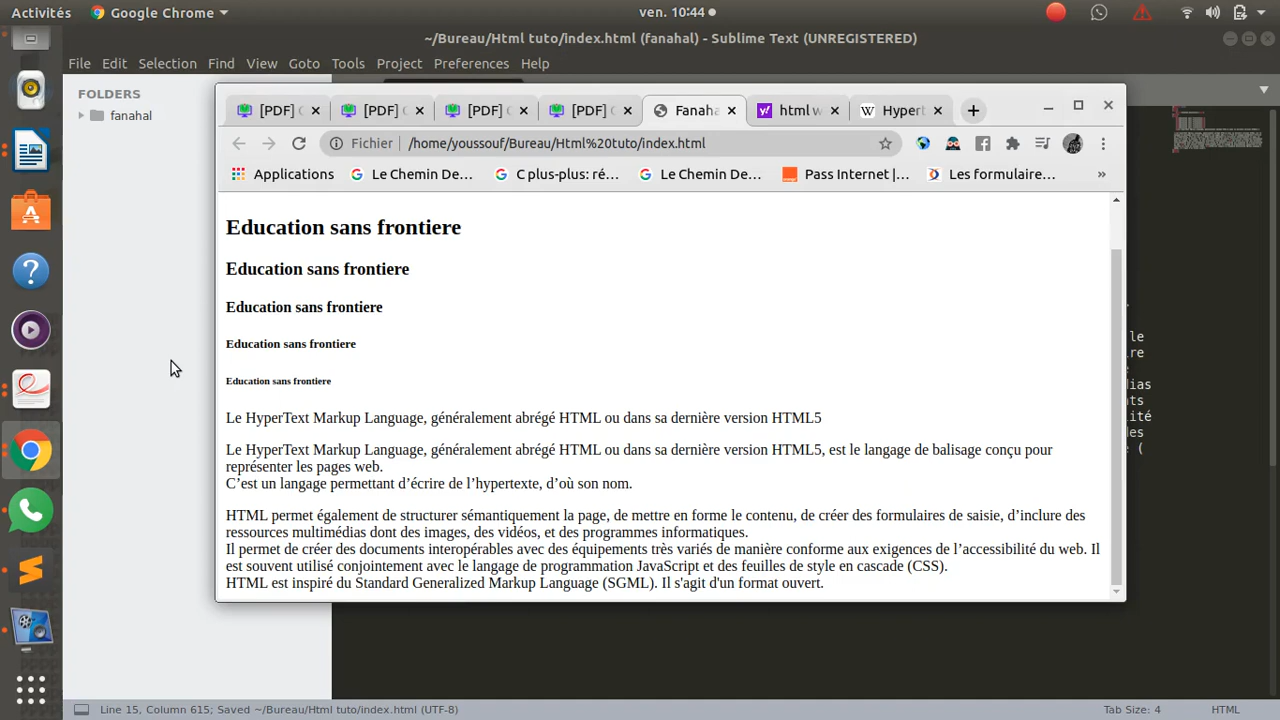 Activités Google Chrome ven. 10:44
~/Bureau/Html tuto/index.html (fanahal) - Sublime Text (UNREGISTERED)
File Edit Selection Find View Goto Tools Project Preferences Help
FOLDERS
fanahal
[PDF] [PDF] [PDF] [PDF] Fanaha html w Hypert
Fichier /home/youssouf/Bureau/Html%20tuto/index.html
Applications Le Chemin De... C plus-plus: ré... Le Chemin De... Pass Internet |... Les formulaire... »
Education sans frontiere
Education sans frontiere
Education sans frontiere
Education sans frontiere
Education sans frontiere
Le HyperText Markup Language, généralement abrégé HTML ou dans sa dernière version HTML5
Le HyperText Markup Language, généralement abrégé HTML ou dans sa dernière version HTML5, est le langage de balisage conçu pour
représenter les pages web.
C’est un langage permettant d’écrire de l’hypertexte, d’où son nom.
HTML permet également de structurer sémantiquement la page, de mettre en forme le contenu, de créer des formulaires de saisie, d’inclure des
ressources multimédias dont des images, des vidéos, et des programmes informatiques.
Il permet de créer des documents interopérables avec des équipements très variés de manière conforme aux exigences de l’accessibilité du web. Il
est souvent utilisé conjointement avec le langage de programmation JavaScript et des feuilles de style en cascade (CSS).
HTML est inspiré du Standard Generalized Markup Language (SGML). Il s'agit d'un format ouvert.
Line 15, Column 615; Saved ~/Bureau/Html tuto/index.html (UTF-8) Tab Size: 4 HTML